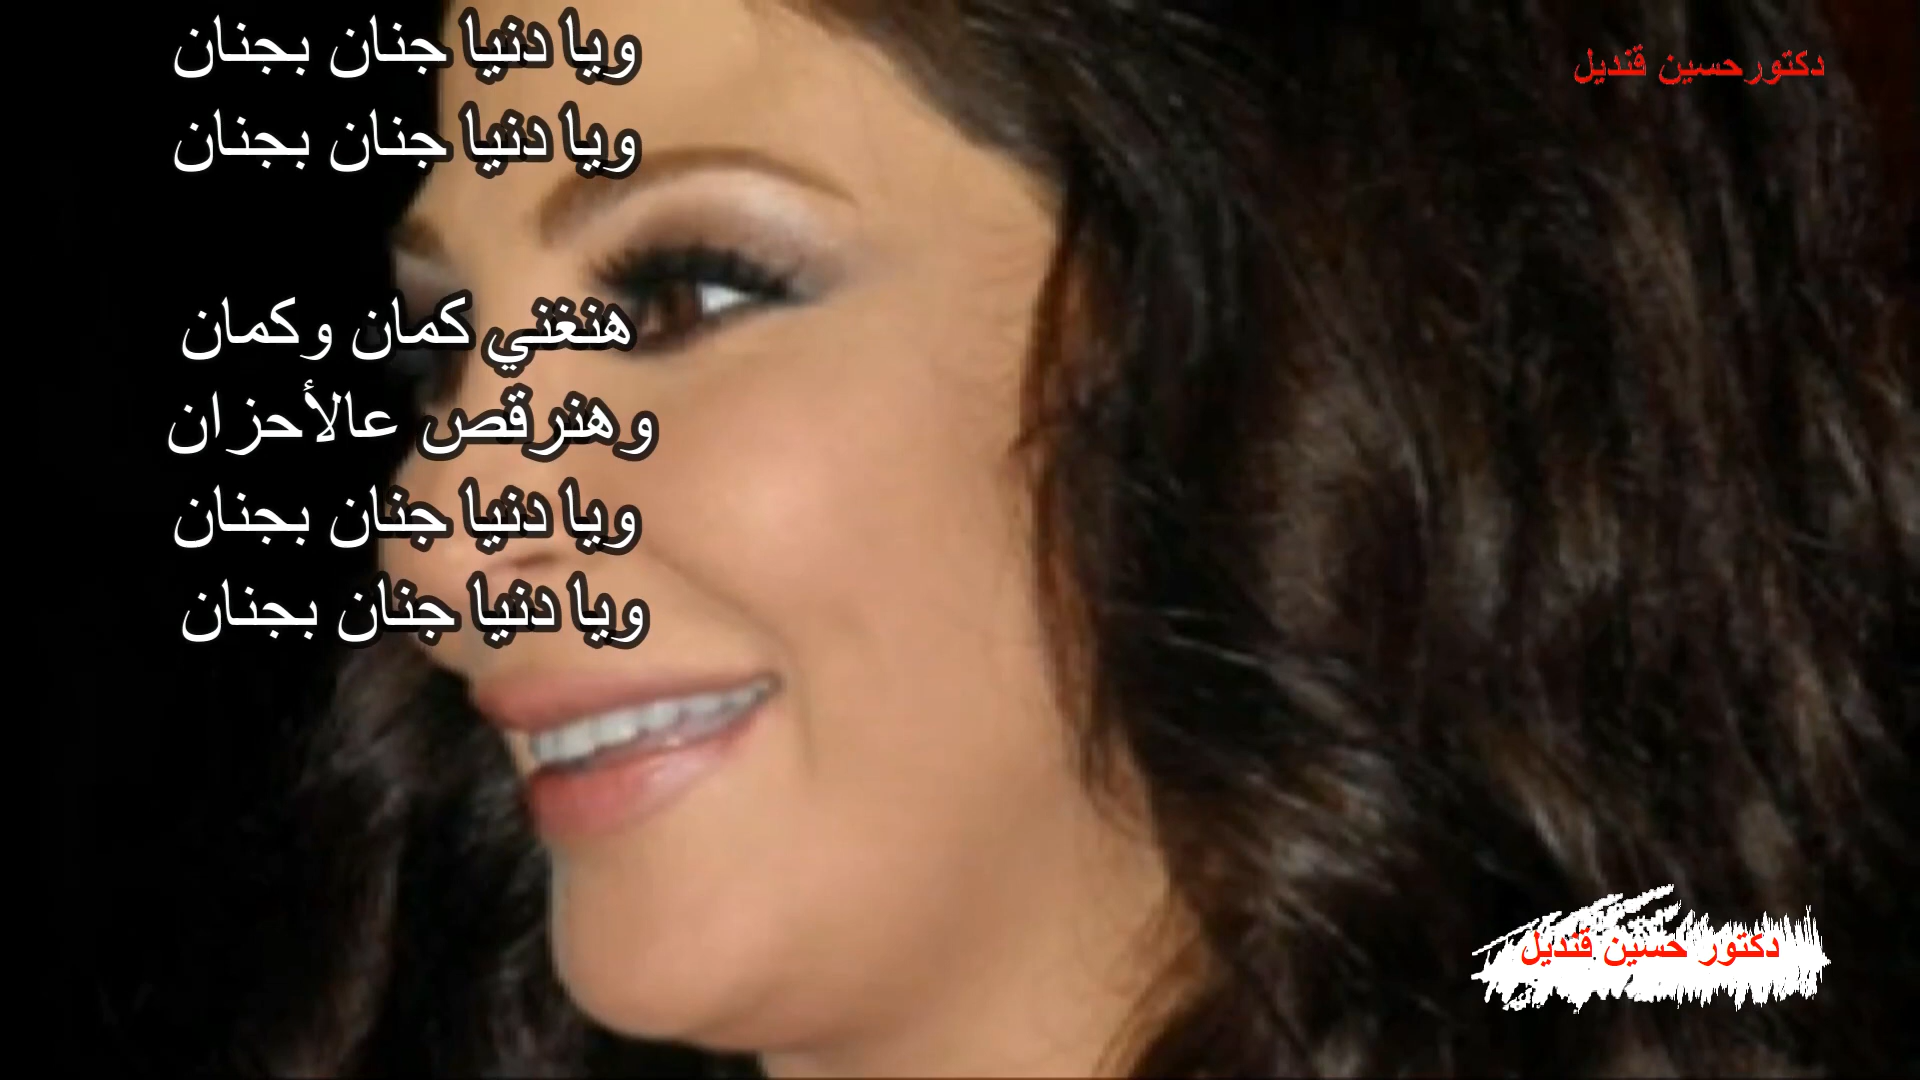 ويا دنيا جنان بجنان
ويا دنيا جنان بجنان
هنغني كمان وكمان
وهنرقص عالأحزان
ويا دنيا جنان بجنان
ويا دنيا جنان بجنان
دكتورحسين قنديل
دكتور حسين قنديل